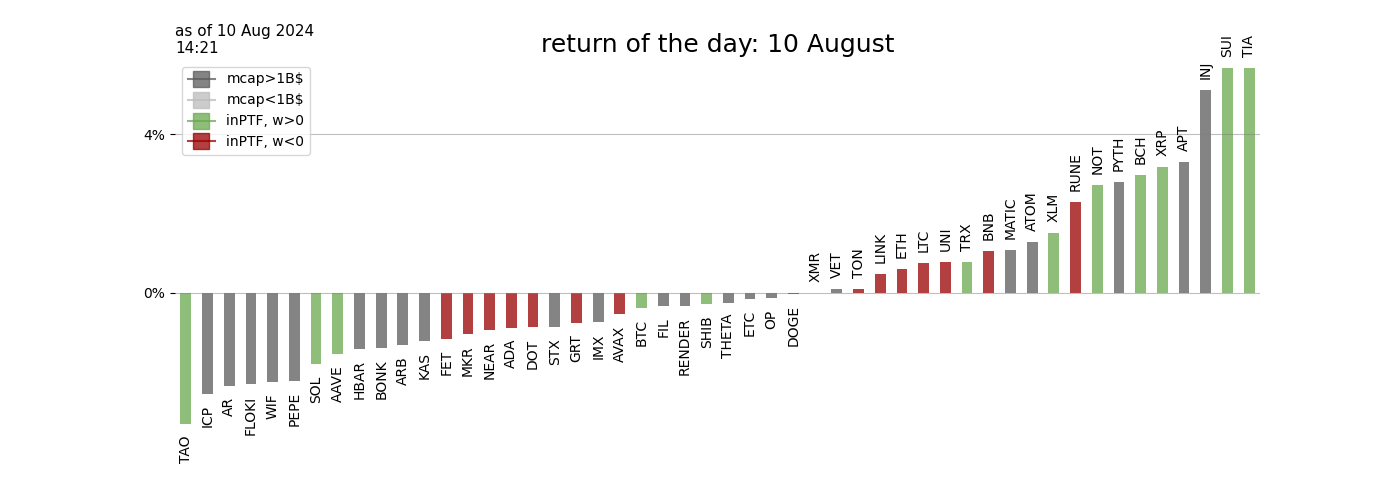 as of 10 Aug 2024
14:21
return of the day: 10 August
mcap>1B$
mcap<1B$
inPTF, w>0
inPTF, w<0
4%
0%
TAO
ICP
AR
FLOKI
WIF
PEPE
SOL
AAVE
HBAR
BONK
ARB
KAS
FET
MKR
NEAR
ADA
DOT
STX
GRT
IMX
AVAX
BTC
FIL
RENDER
SHIB
THETA
ETC
OP
DOGE
XMR
VET
TON
LINK
ETH
LTC
UNI
TRX
BNB
MATIC
ATOM
XLM
RUNE
NOT
PYTH
BCH
XRP
APT
INJ
SUI
TIA